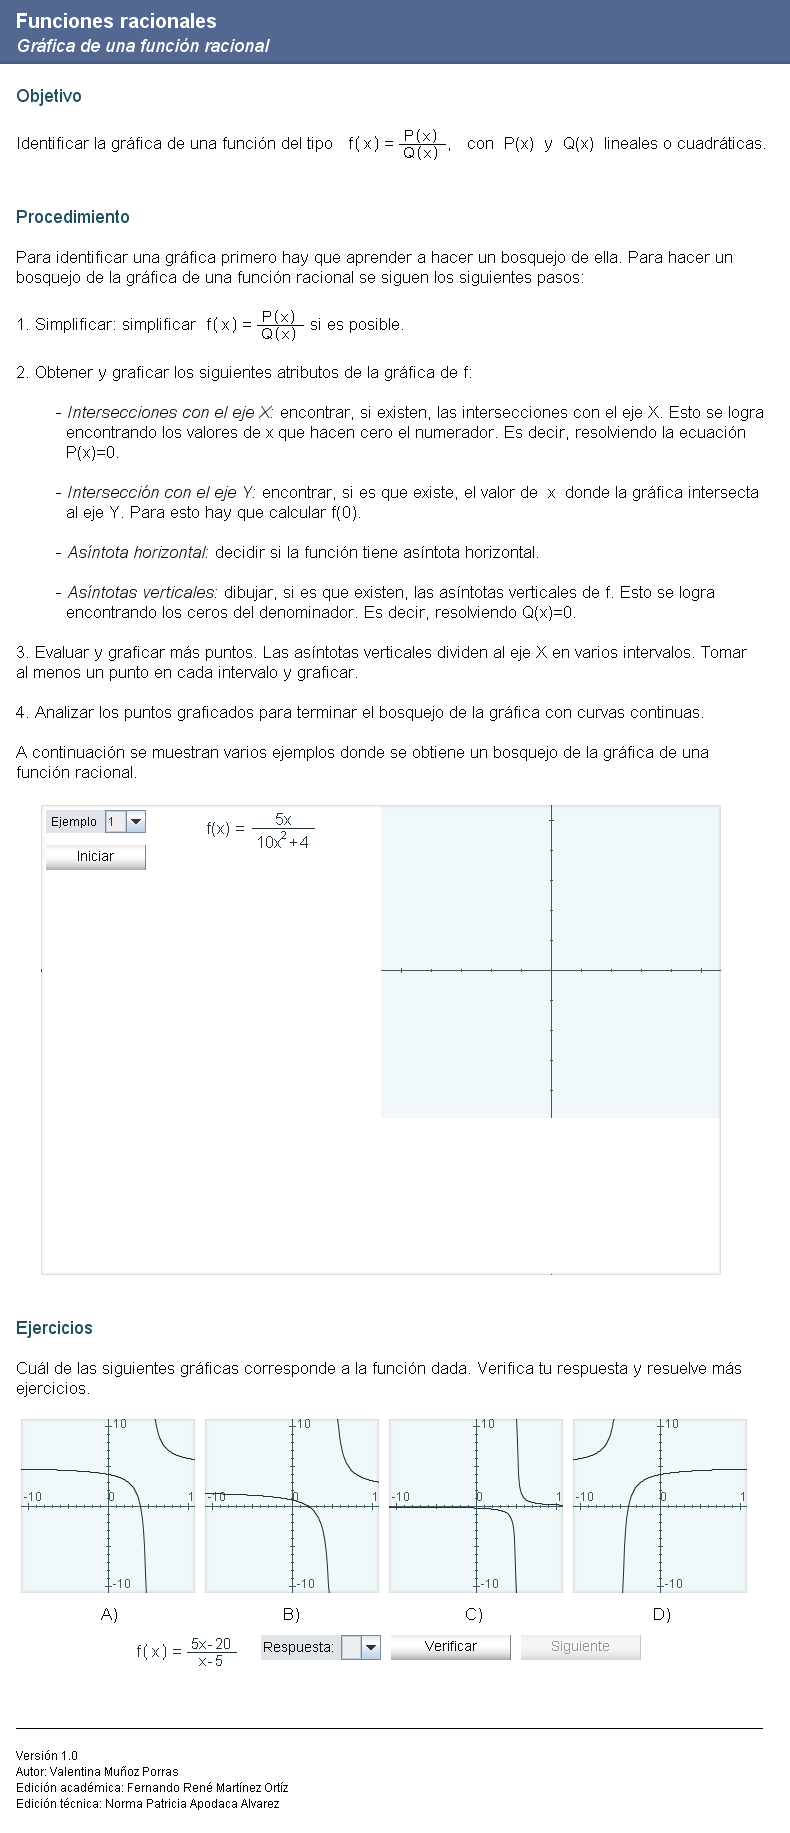 Funciones racionales
Gráfica de una función racional
Objetivo
Identificar la gráfica de una función del tipo f(x) = P(x)/Q(x), con P(x) y Q(x) lineales o cuadráticas.
Procedimiento
Para identificar una gráfica primero hay que aprender a hacer un bosquejo de ella. Para hacer un
bosquejo de la gráfica de una función racional se siguen los siguientes pasos:
1. Simplificar: simplificar f(x) = P(x)/Q(x) si es posible.
2. Obtener y graficar los siguientes atributos de la gráfica de f:
- Intersecciones con el eje X: encontrar, si existen, las intersecciones con el eje X. Esto se logra
encontrando los valores de x que hacen cero el numerador. Es decir, resolviendo la ecuación
P(x)=0.
- Intersección con el eje Y: encontrar, si es que existe, el valor de x donde la gráfica intersecta
al eje Y. Para esto hay que calcular f(0).
- Asíntota horizontal: decidir si la función tiene asíntota horizontal.
- Asíntotas verticales: dibujar, si es que existen, las asíntotas verticales de f. Esto se logra
encontrando los ceros del denominador. Es decir, resolviendo Q(x)=0.
3. Evaluar y graficar más puntos. Las asíntotas verticales dividen al eje X en varios intervalos. Tomar
al menos un punto en cada intervalo y graficar.
4. Analizar los puntos graficados para terminar el bosquejo de la gráfica con curvas continuas.
A continuación se muestran varios ejemplos donde se obtiene un bosquejo de la gráfica de una
función racional.
Ejemplo 1
f(x) = 5x/10x²+4
Iniciar
Ejercicios
Cuál de las siguientes gráficas corresponde a la función dada. Verifica tu respuesta y resuelve más
ejercicios.
10 10 10 10
-10 0 1 -10 0 1 -10 0 1 -10 0 1
-10 -10 -10 -10
A) B) C) D)
f(x) = 5x-20/x-5 Respuesta: Verificar Siguiente
Versión 1.0
Autor: Valentina Muñoz Porras
Edición académica: Fernando René Martínez Ortíz
Edición técnica: Norma Patricia Apodaca Alvarez